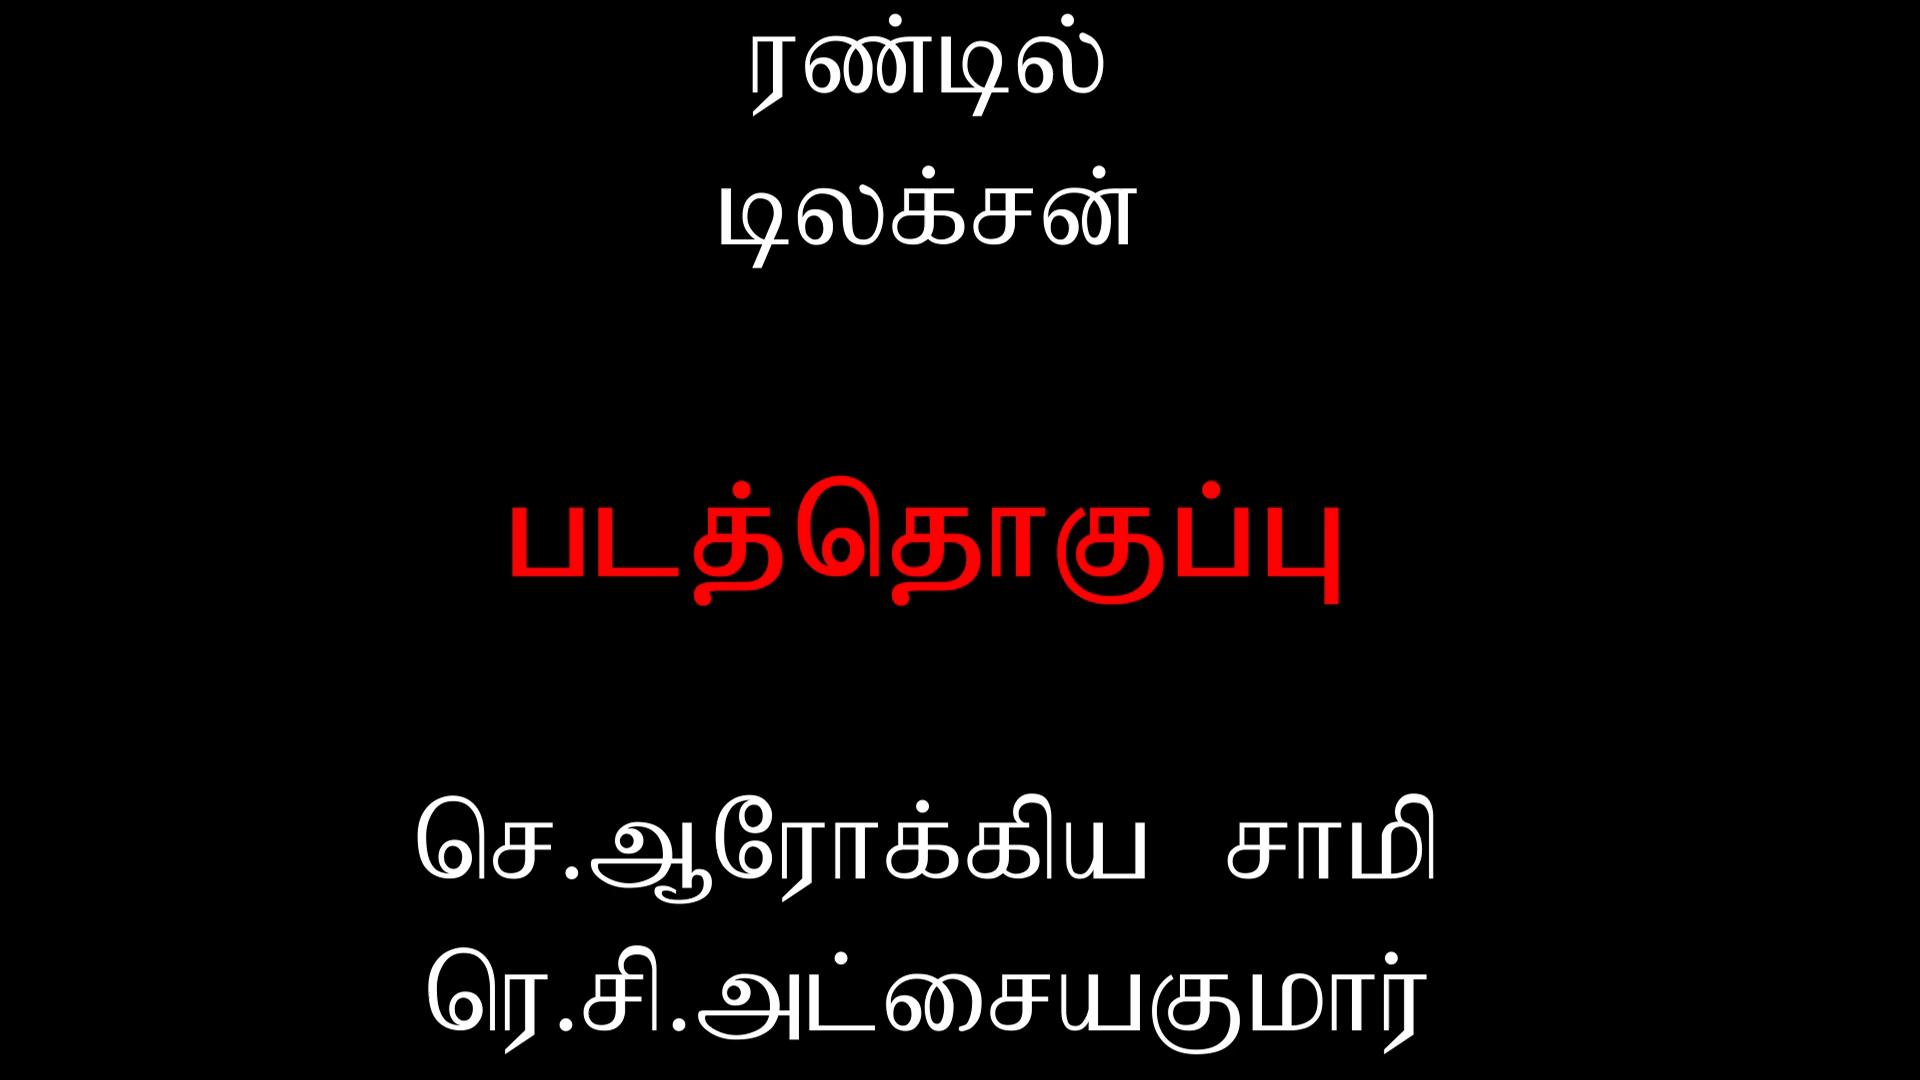 ரண்டில்
டிலக்சன்
படத்தொகுப்பு
செ.ஆரோக்கிய சாமி
ரெ.சி.அட்சையகுமார்